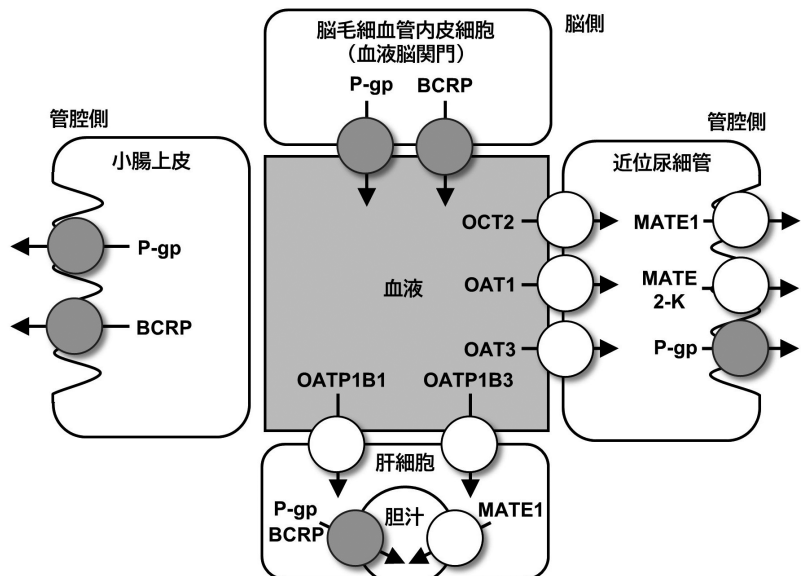 脳毛細血管内皮細胞
（血液脳関門）
脳側
P-gp
BCRP
管腔側
小腸上皮
P-gp
BCRP
血液
OCT2
OAT1
OAT3
OATP1B1
OATP1B3
管腔側
近位尿細管
MATE1
MATE
2-K
P-gp
肝細胞
P-gp
BCRP
胆汁
MATE1